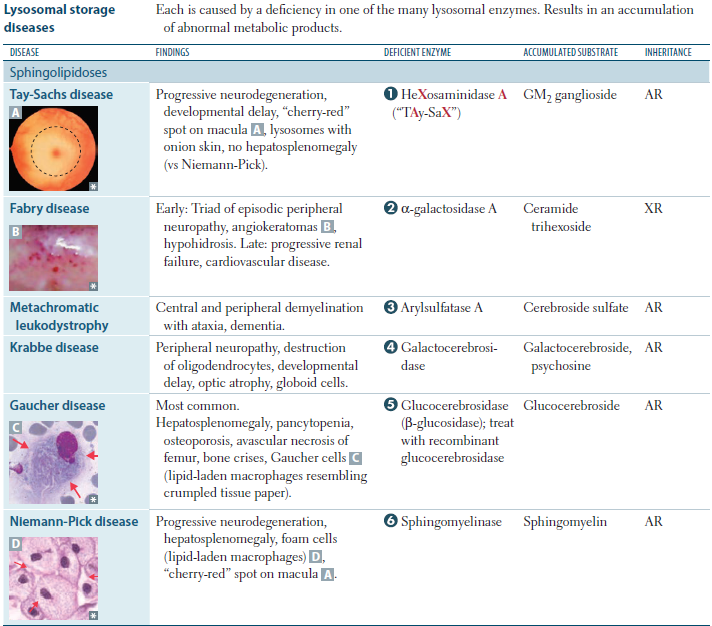 Lysosomal storage diseases
Each is caused by a deficiency in one of the many lysosomal enzymes. Results in an accumulation
of abnormal metabolic products.
DISEASE FINDINGS DEFICIENT ENZYME ACCUMULATED SUBSTRATE INHERITANCE
Sphingolipidoses
Tay-Sachs disease
A
*
Progressive neurodegeneration,
developmental delay, “cherry-red”
spot on macula A, lysosomes with
onion skin, no hepatosplenomegaly
(vs Niemann-Pick).
❶ HeXosaminidase A
(“TAy-SaX”)
GM₂ ganglioside
AR
Fabry disease
B
*
Early: Triad of episodic peripheral
neuropathy, angiokeratomas B,
hypohidrosis. Late: progressive renal
failure, cardiovascular disease.
❷ α-galactosidase A
Ceramide
trihexoside
XR
Metachromatic
leukodystrophy
Central and peripheral demyelination
with ataxia, dementia.
❸ Arylsulfatase A
Cerebroside sulfate
AR
Krabbe disease
Peripheral neuropathy, destruction
of oligodendrocytes, developmental
delay, optic atrophy, globoid cells.
❹ Galactocerebrosi-
dase
Galactocerebroside,
psychosine
AR
Gaucher disease
C
*
Most common.
Hepatosplenomegaly, pancytopenia,
osteoporosis, avascular necrosis of
femur, bone crises, Gaucher cells C
(lipid-laden macrophages resembling
crumpled tissue paper).
❺ Glucocerebrosidase
(β-glucosidase); treat
with recombinant
glucocerebrosidase
Glucocerebroside
AR
Niemann-Pick disease
D
*
Progressive neurodegeneration,
hepatosplenomegaly, foam cells
(lipid-laden macrophages) D,
“cherry-red” spot on macula A.
❻ Sphingomyelinase
Sphingomyelin
AR